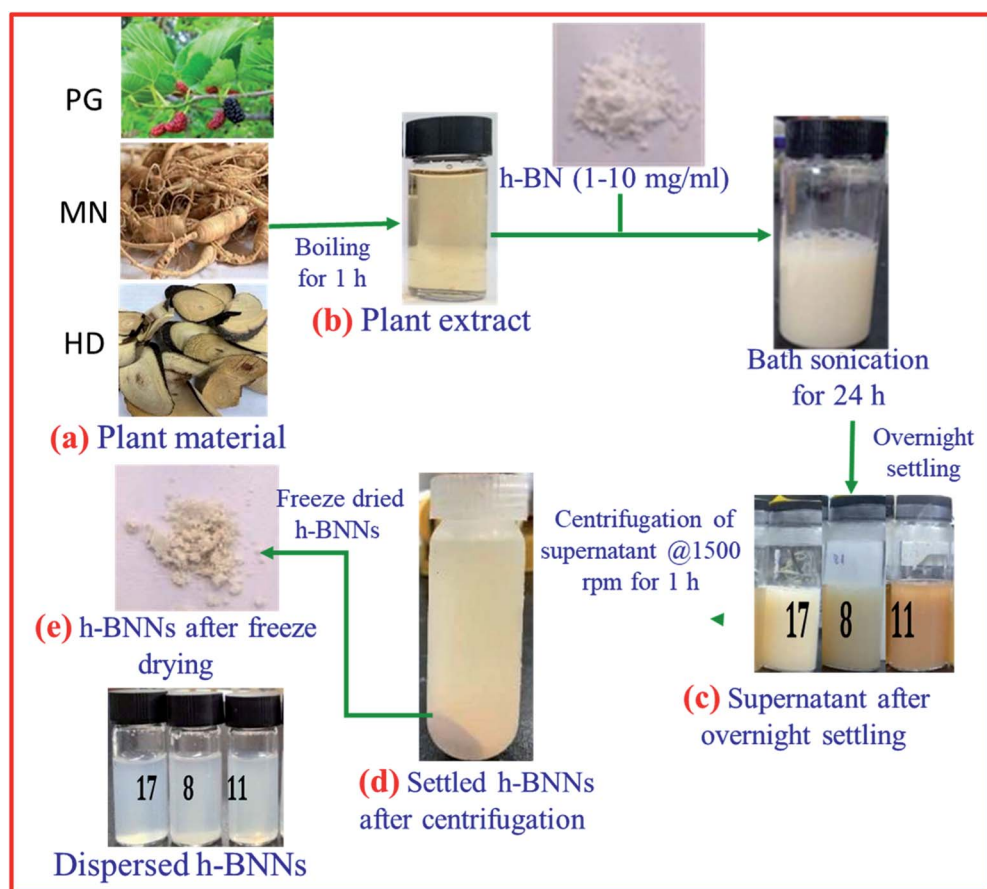 PG
MN
HD
(a) Plant material
Boiling
for 1 h
(b) Plant extract
h-BN (1-10 mg/ml)
Bath sonication
for 24 h
Overnight
settling
17
8
11
(c) Supernatant after
overnight settling
Centrifugation of
supernatant @1500
rpm for 1 h
(d) Settled h-BNNs
after centrifugation
Freeze dried
h-BNNs
(e) h-BNNs after freeze
drying
17
8
11
Dispersed h-BNNs